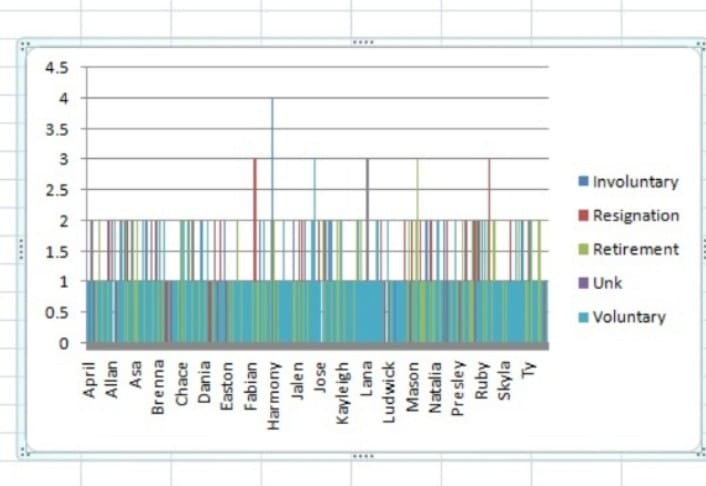 4.5
4
3.5
3
2.5
2
1.5
1
0.5
0
Involuntary
Resignation
Retirement
Unk
Voluntary
April
Allan
Asa
Brenna
Chace
Dania
Easton
Fabian
Harmony
Jalen
Jose
Kayleigh
Lana
Ludwick
Mason
Natalia
Presley
Ruby
Skyla
Ty